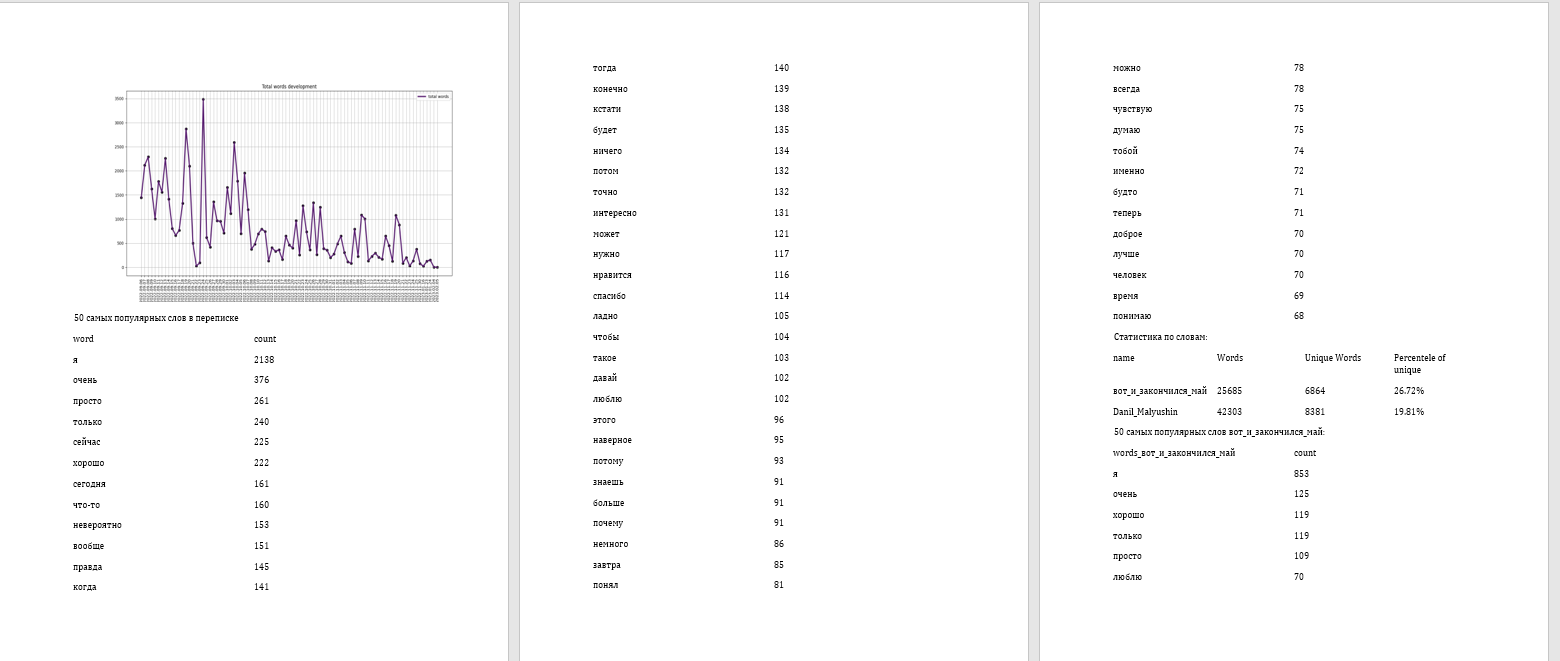 Total words development
total words
3500
3000
2500
2000
1500
1000
500
0
50 самых популярных слов в переписке
word count
я 2138
очень 376
просто 261
только 240
сейчас 225
хорошо 222
сегодня 161
что-то 160
невероятно 153
вообще 151
правда 145
когда 141
тогда 140
конечно 139
кстати 138
будет 135
ничего 134
потом 132
точно 132
интересно 131
может 121
нужно 117
нравится 116
спасибо 114
ладно 105
чтобы 104
такое 103
давай 102
люблю 102
этого 96
наверное 95
потому 93
знаешь 91
больше 91
почему 91
немного 86
завтра 85
понял 81
можно 78
всегда 78
чувствую 75
думаю 75
тобой 74
именно 72
будто 71
теперь 71
доброе 70
лучше 70
человек 70
время 69
понимаю 68
Статистика по словам:
name Words Unique Words Percentele of
unique
вот_и_закончился_май 25685 6864 26.72%
Danil_Malyushin 42303 8381 19.81%
50 самых популярных слов вот_и_закончился_май:
words_вот_и_закончился_май count
я 853
очень 125
хорошо 119
только 119
просто 109
люблю 70